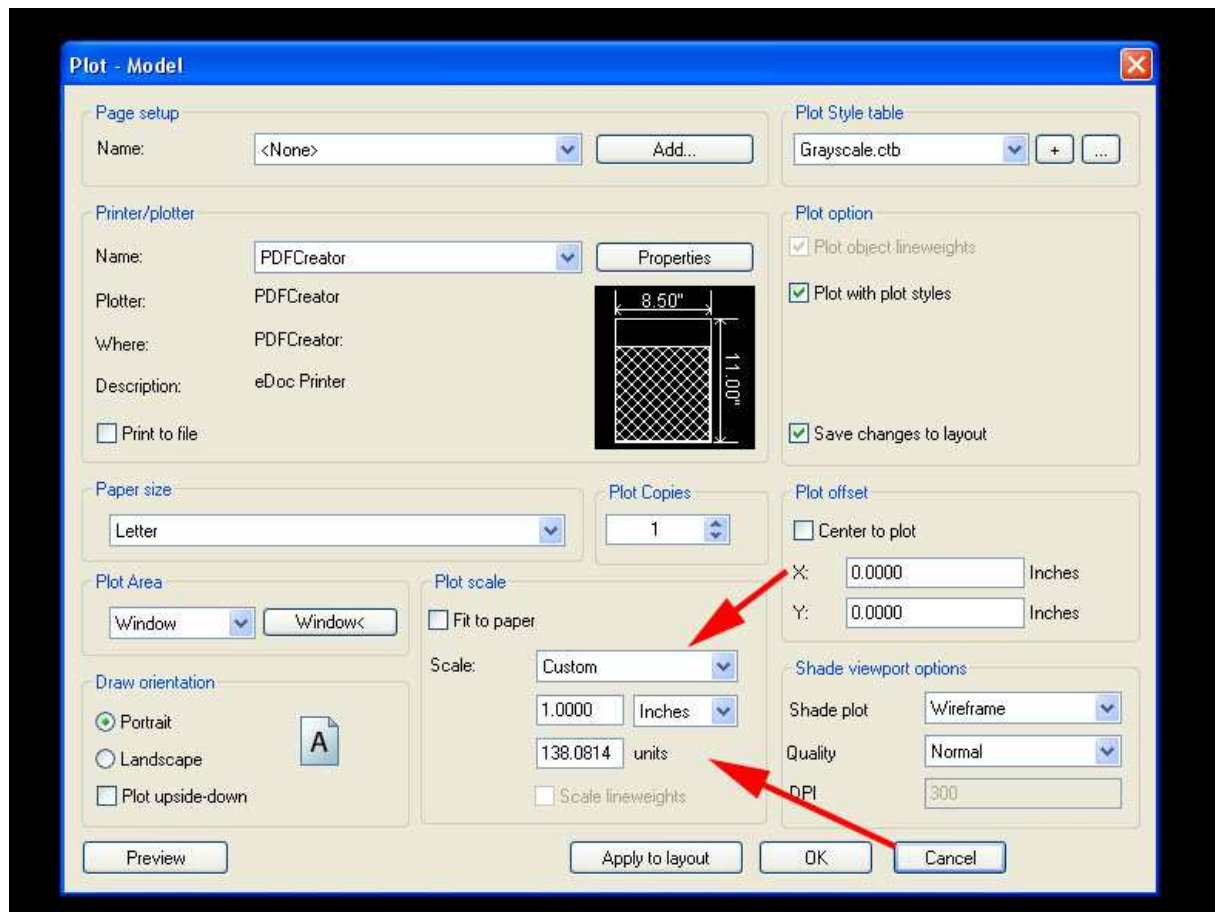 Plot - Model
Page setup
Name: <None> Add...
Plot Style table
Grayscale.ctb + ...
Printer/plotter
Name: PDFCreator Properties
Plotter: PDFCreator
Where: PDFCreator:
Description: eDoc Printer
Print to file
8.50"
11.00"
Plot option
Plot object lineweights
Plot with plot styles
Save changes to layout
Paper size
Letter
Plot Copies
1
Plot offset
Center to plot
X: 0.0000 Inches
Y: 0.0000 Inches
Plot Area
Window Window<
Plot scale
Fit to paper
Scale: Custom
1.0000 Inches
138.0814 units
Scale lineweights
Draw orientation
Portrait
A
Landscape
Plot upside-down
Shade viewport options
Shade plot Wireframe
Quality Normal
DPI 300
Preview Apply to layout OK Cancel